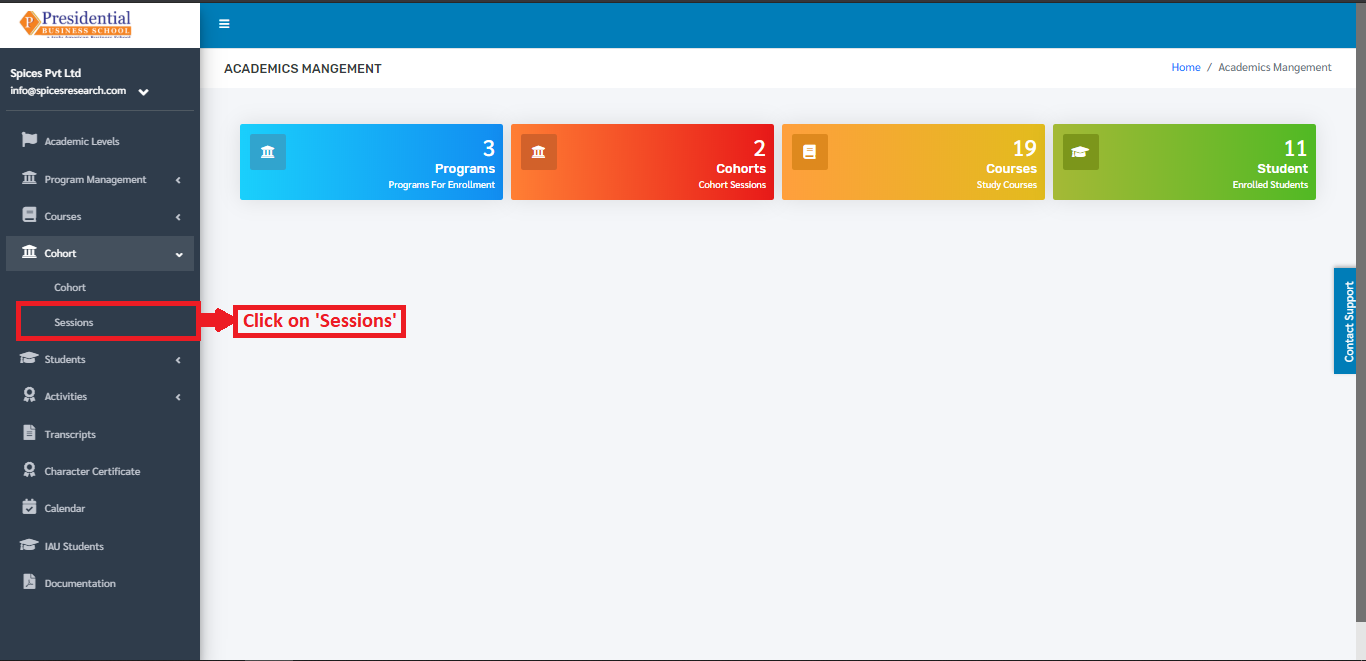 Presidential
BUSINESS SCHOOL
Spices Pvt Ltd
info@spicesresearch.com
Academic Levels
Program Management
Courses
Cohort
Cohort
Sessions
Students
Activities
Transcripts
Character Certificate
Calendar
IAU Students
Documentation
ACADEMICS MANGEMENT
Home / Academics Mangement
3
Programs
Programs For Enrollment
2
Cohorts
Cohort Sessions
19
Courses
Study Courses
11
Student
Enrolled Students
Click on 'Sessions'
Contact Support